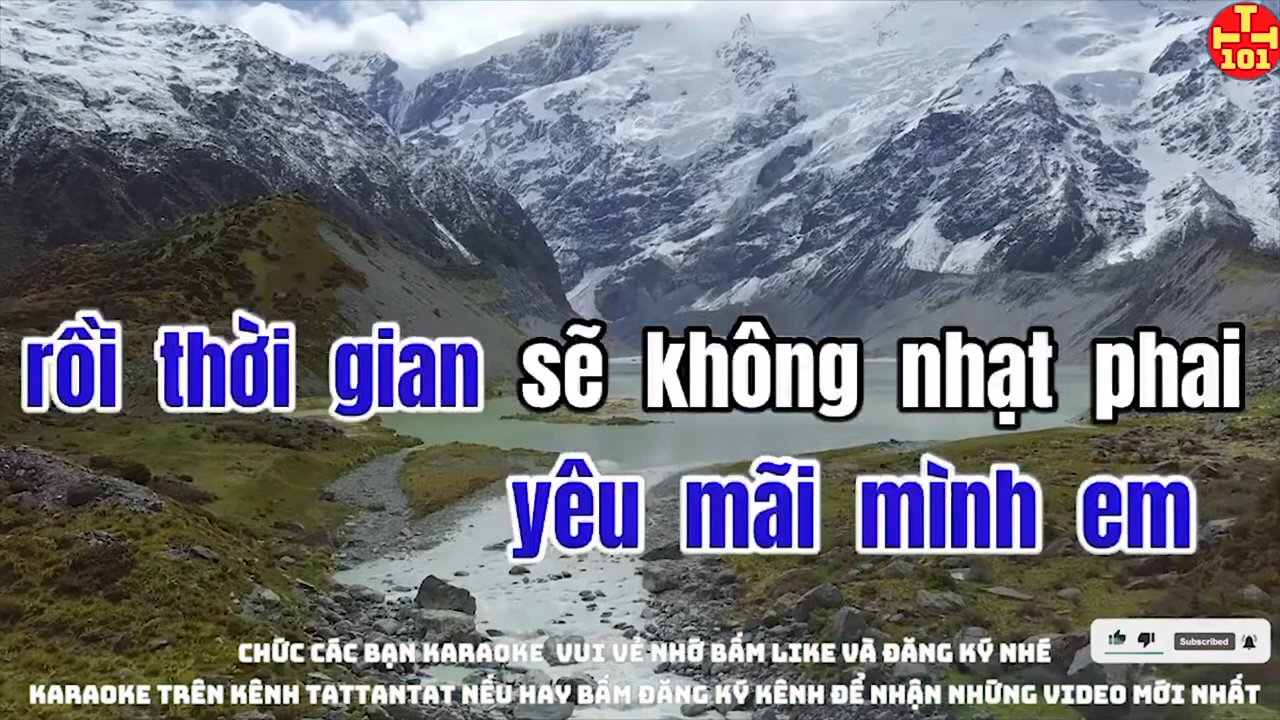 T
TT
101
rồi thời gian sẽ không nhạt phai
yêu mãi mình em
Subscribed
CHỨC CÁC BẠN KARAOKE VUI VẺ NHỚ BẤM LIKE VÀ ĐĂNG KÝ NHÉ
KARAOKE TRÊN KÊNH TATTANTAT NẾU HAY BẤM ĐĂNG KÝ KÊNH ĐỂ NHẬN NHỮNG VIDEO MỚI NHẤT